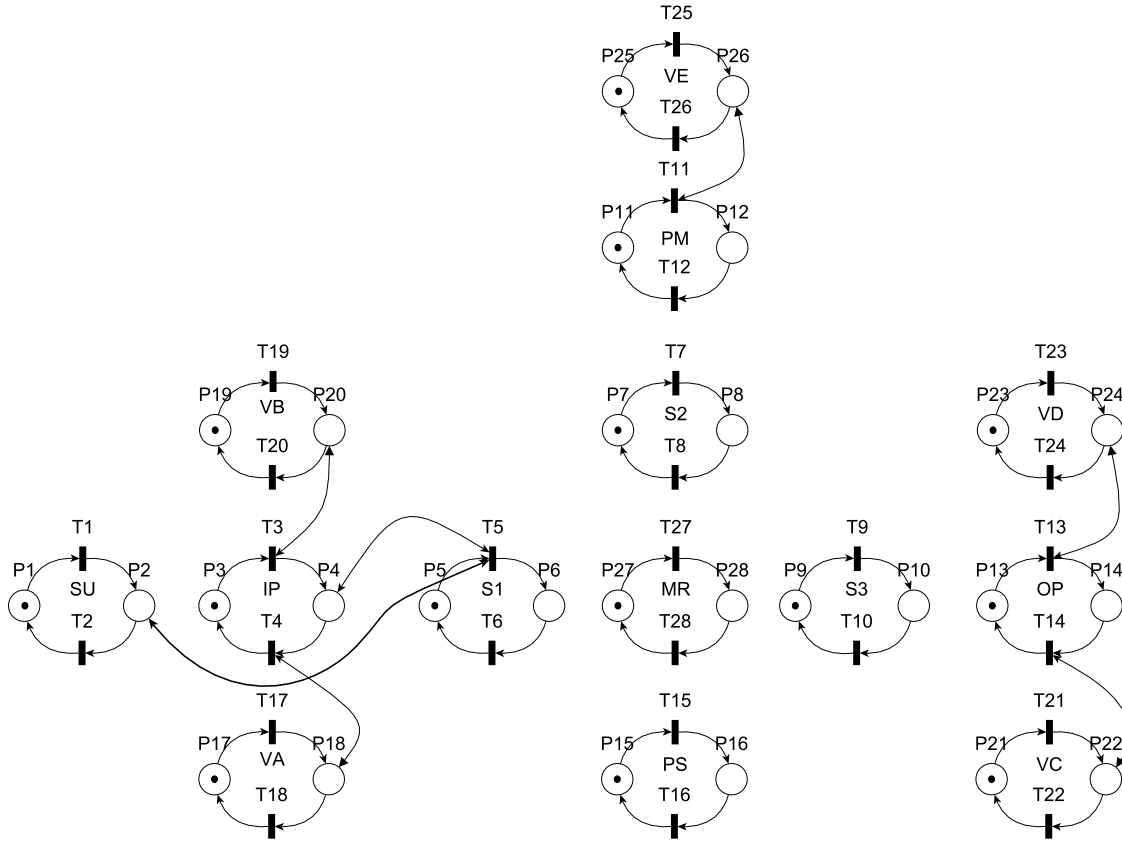 T25
P25 P26
VE
T26
T11
P11 P12
PM
T12
T19 T7 T23
P19 P20 P7 P8 P23 P24
VB S2 VD
T20 T8 T24
T1 T3 T5 T27 T9 T13
P1 P2 P3 P4 P5 P6 P27 P28 P9 P10 P13 P14
SU IP S1 MR S3 OP
T2 T4 T6 T28 T10 T14
T17 T15 T21
P17 P18 P15 P16 P21 P22
VA PS VC
T18 T16 T22